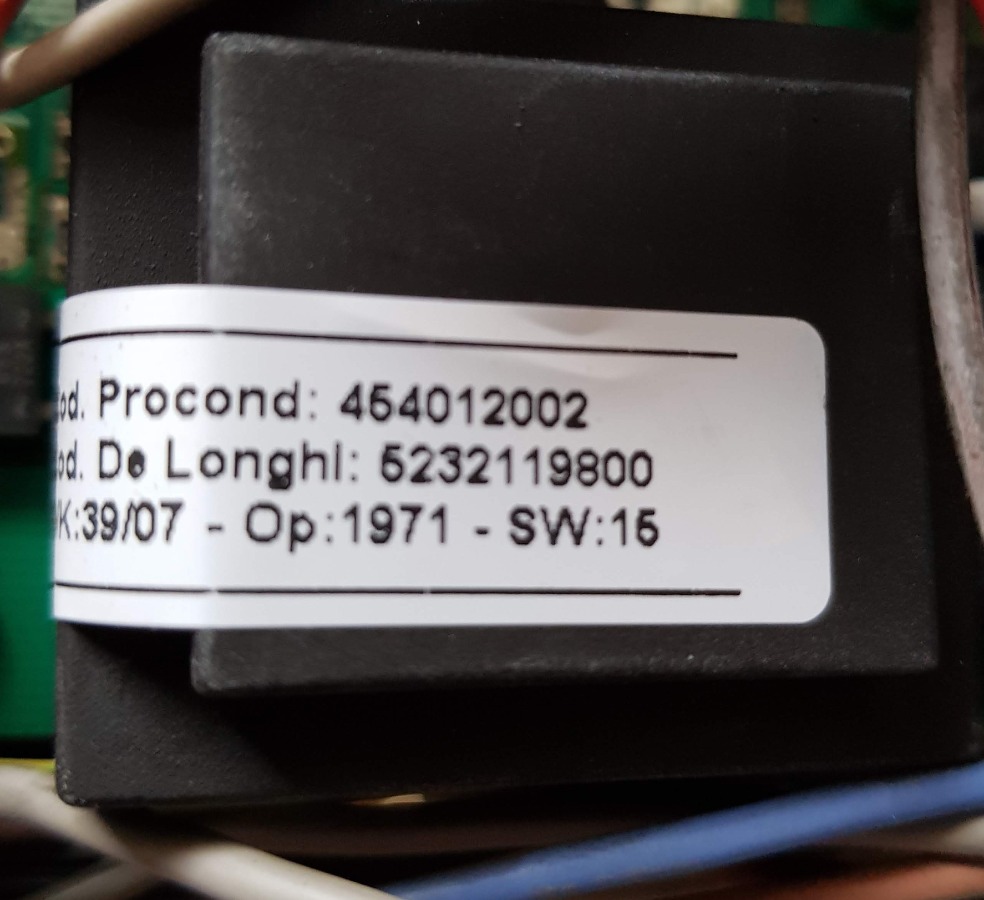 od. Procond: 454012002
od. De Longhi: 5232119800
K:39/07 - Op:1971 - SW:15